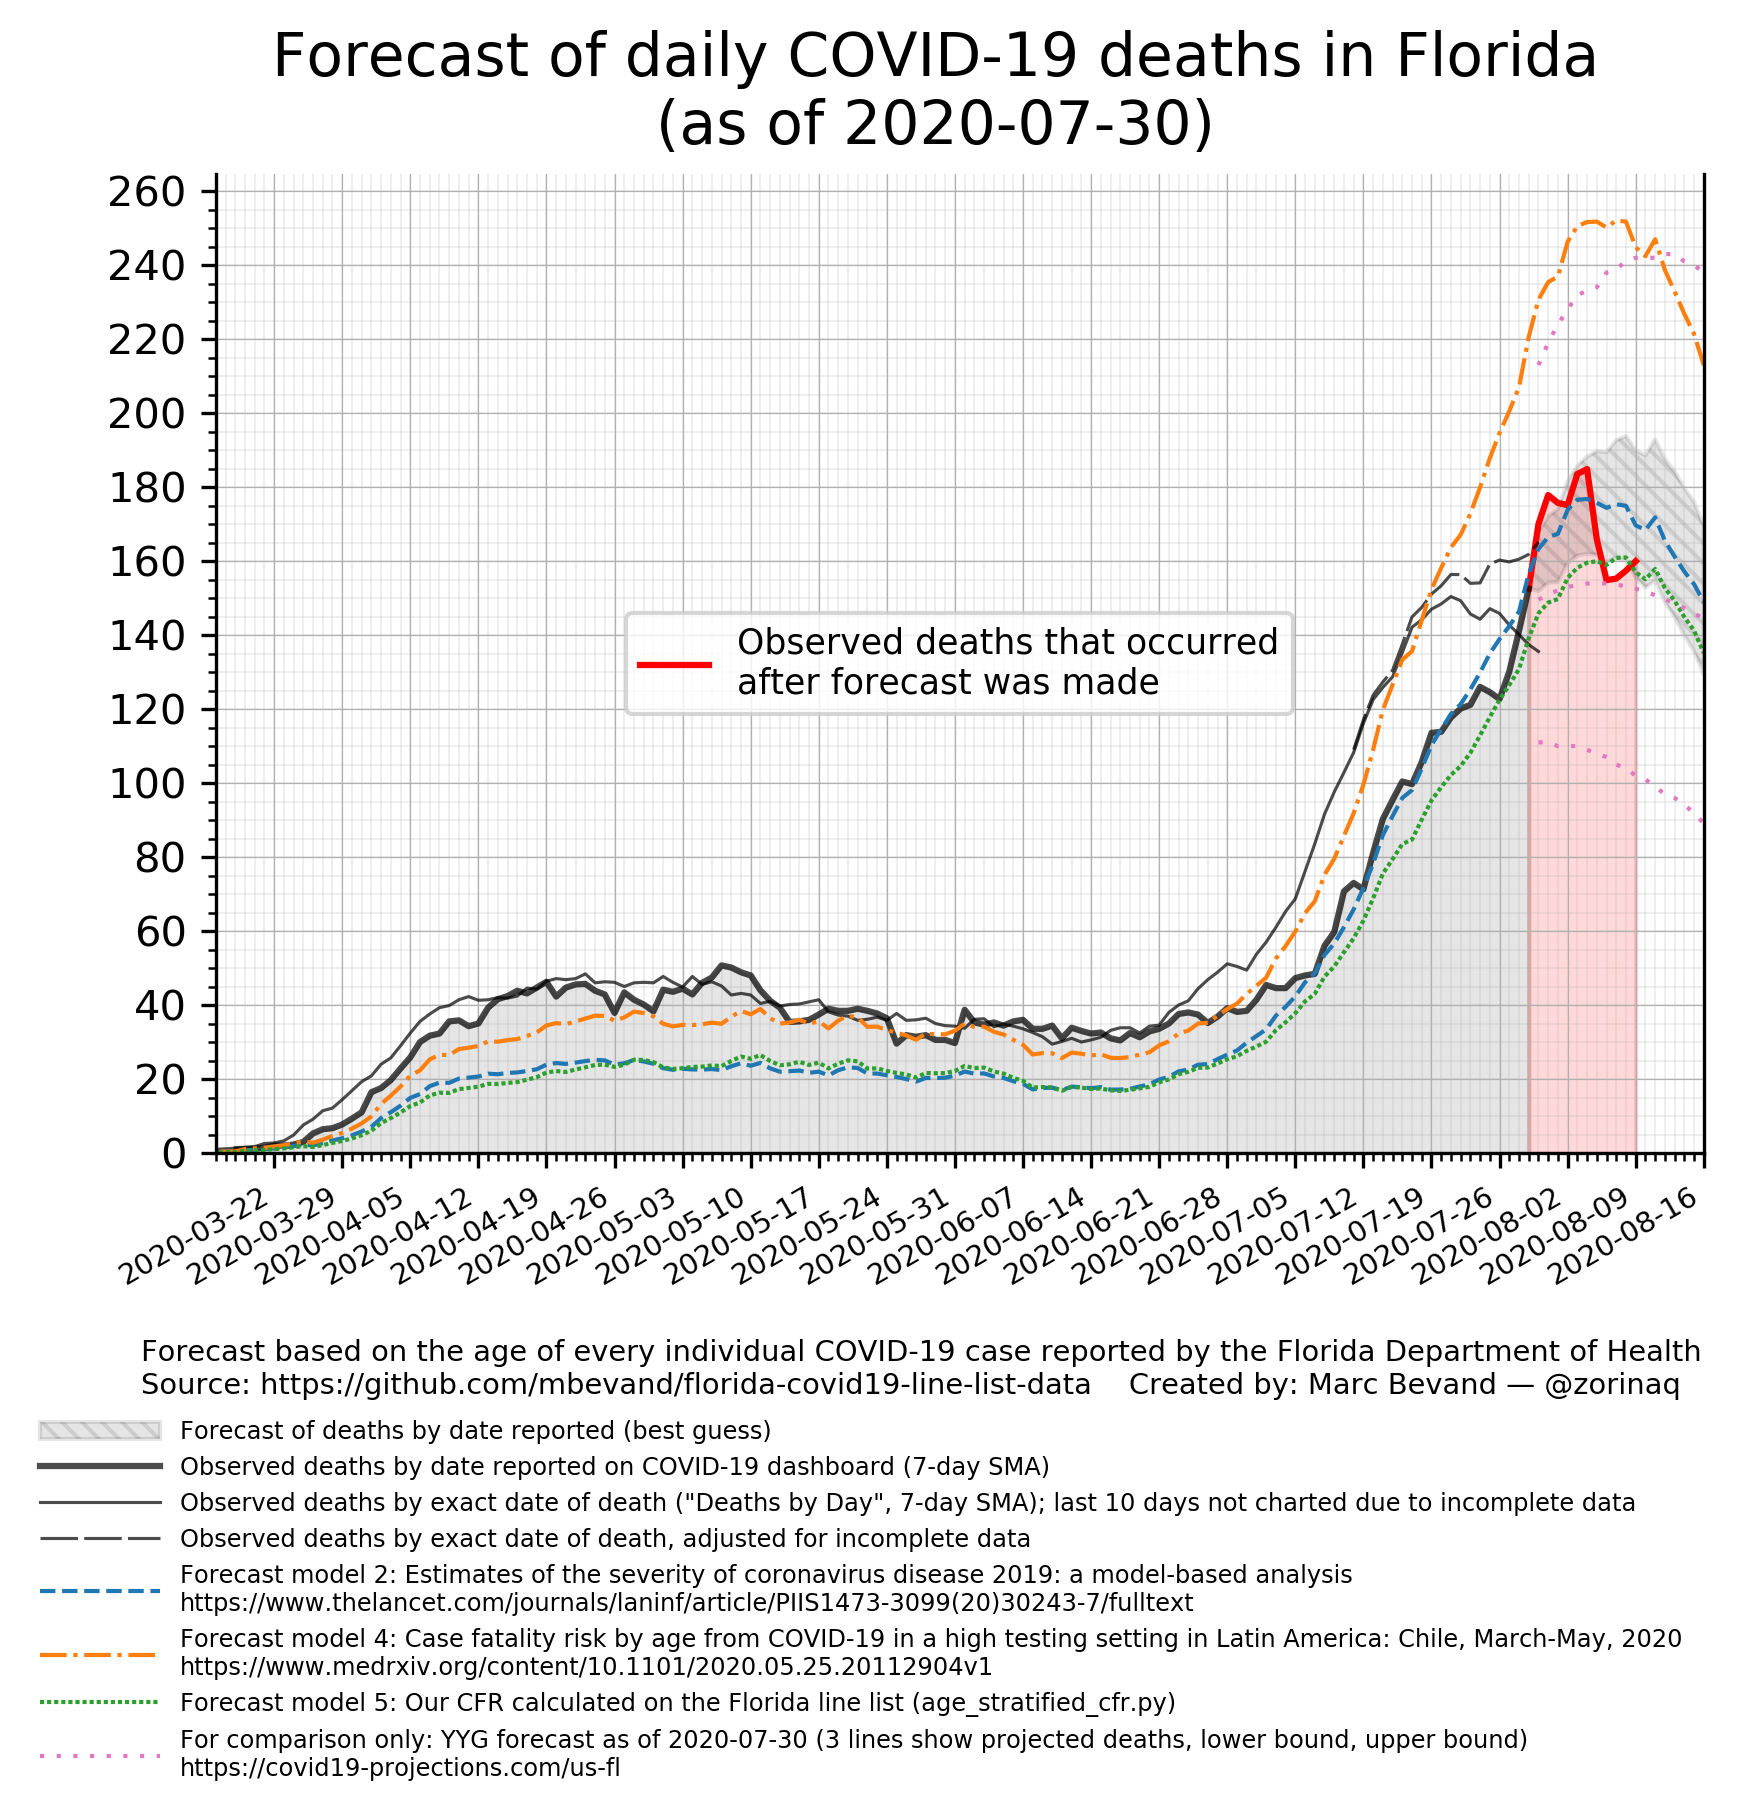 Forecast of daily COVID-19 deaths in Florida
(as of 2020-07-30)
260
240
220
200
180
160
140
120
100
80
60
40
20
0
Observed deaths that occurred
after forecast was made
2020-03-22
2020-03-29
2020-04-05
2020-04-12
2020-04-19
2020-04-26
2020-05-03
2020-05-10
2020-05-17
2020-05-24
2020-05-31
2020-06-07
2020-06-14
2020-06-21
2020-06-28
2020-07-05
2020-07-12
2020-07-19
2020-07-26
2020-08-02
2020-08-09
2020-08-16
Forecast based on the age of every individual COVID-19 case reported by the Florida Department of Health
Source: https://github.com/mbevand/florida-covid19-line-list-data    Created by: Marc Bevand — @zorinaq
Forecast of deaths by date reported (best guess)
Observed deaths by date reported on COVID-19 dashboard (7-day SMA)
Observed deaths by exact date of death ("Deaths by Day", 7-day SMA); last 10 days not charted due to incomplete data
Observed deaths by exact date of death, adjusted for incomplete data
Forecast model 2: Estimates of the severity of coronavirus disease 2019: a model-based analysis
https://www.thelancet.com/journals/laninf/article/PIIS1473-3099(20)30243-7/fulltext
Forecast model 4: Case fatality risk by age from COVID-19 in a high testing setting in Latin America: Chile, March-May, 2020
https://www.medrxiv.org/content/10.1101/2020.05.25.20112904v1
Forecast model 5: Our CFR calculated on the Florida line list (age_stratified_cfr.py)
For comparison only: YYG forecast as of 2020-07-30 (3 lines show projected deaths, lower bound, upper bound)
https://covid19-projections.com/us-fl